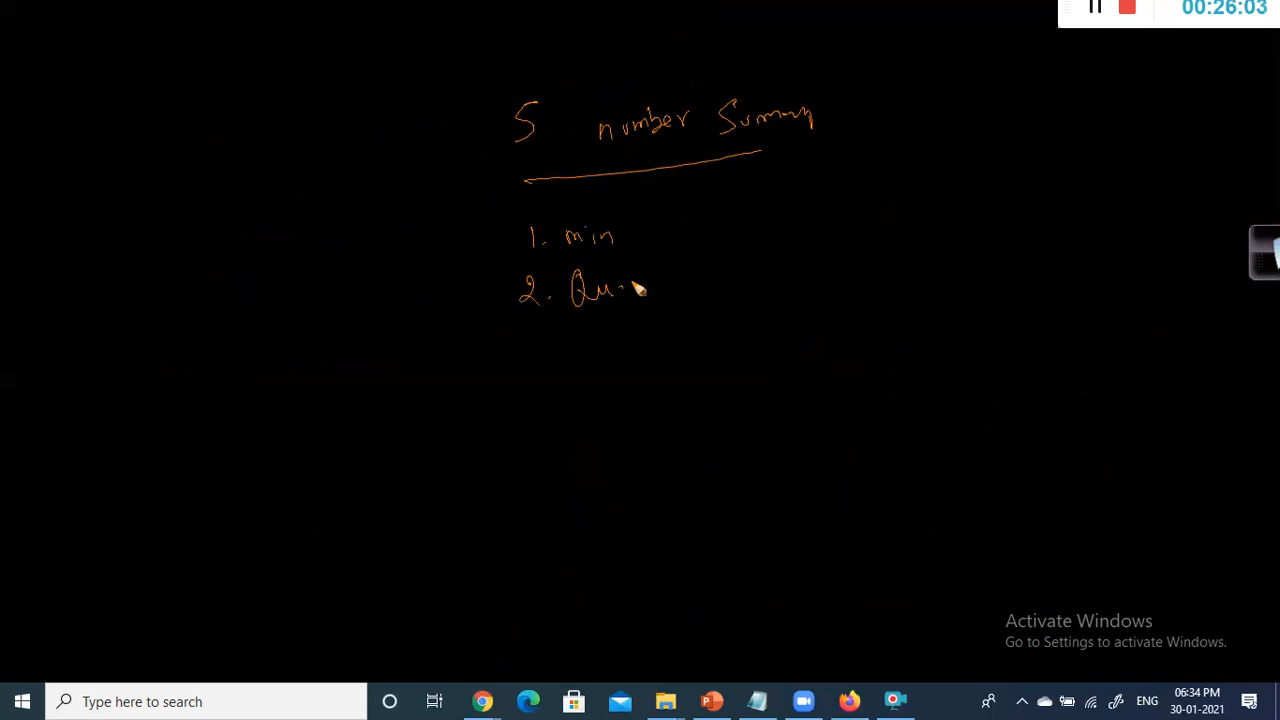 00:26:03
5 number Summary
1. min
2. Qu
Activate Windows
Go to Settings to activate Windows.
Type here to search
ENG
06:34 PM
30-01-2021